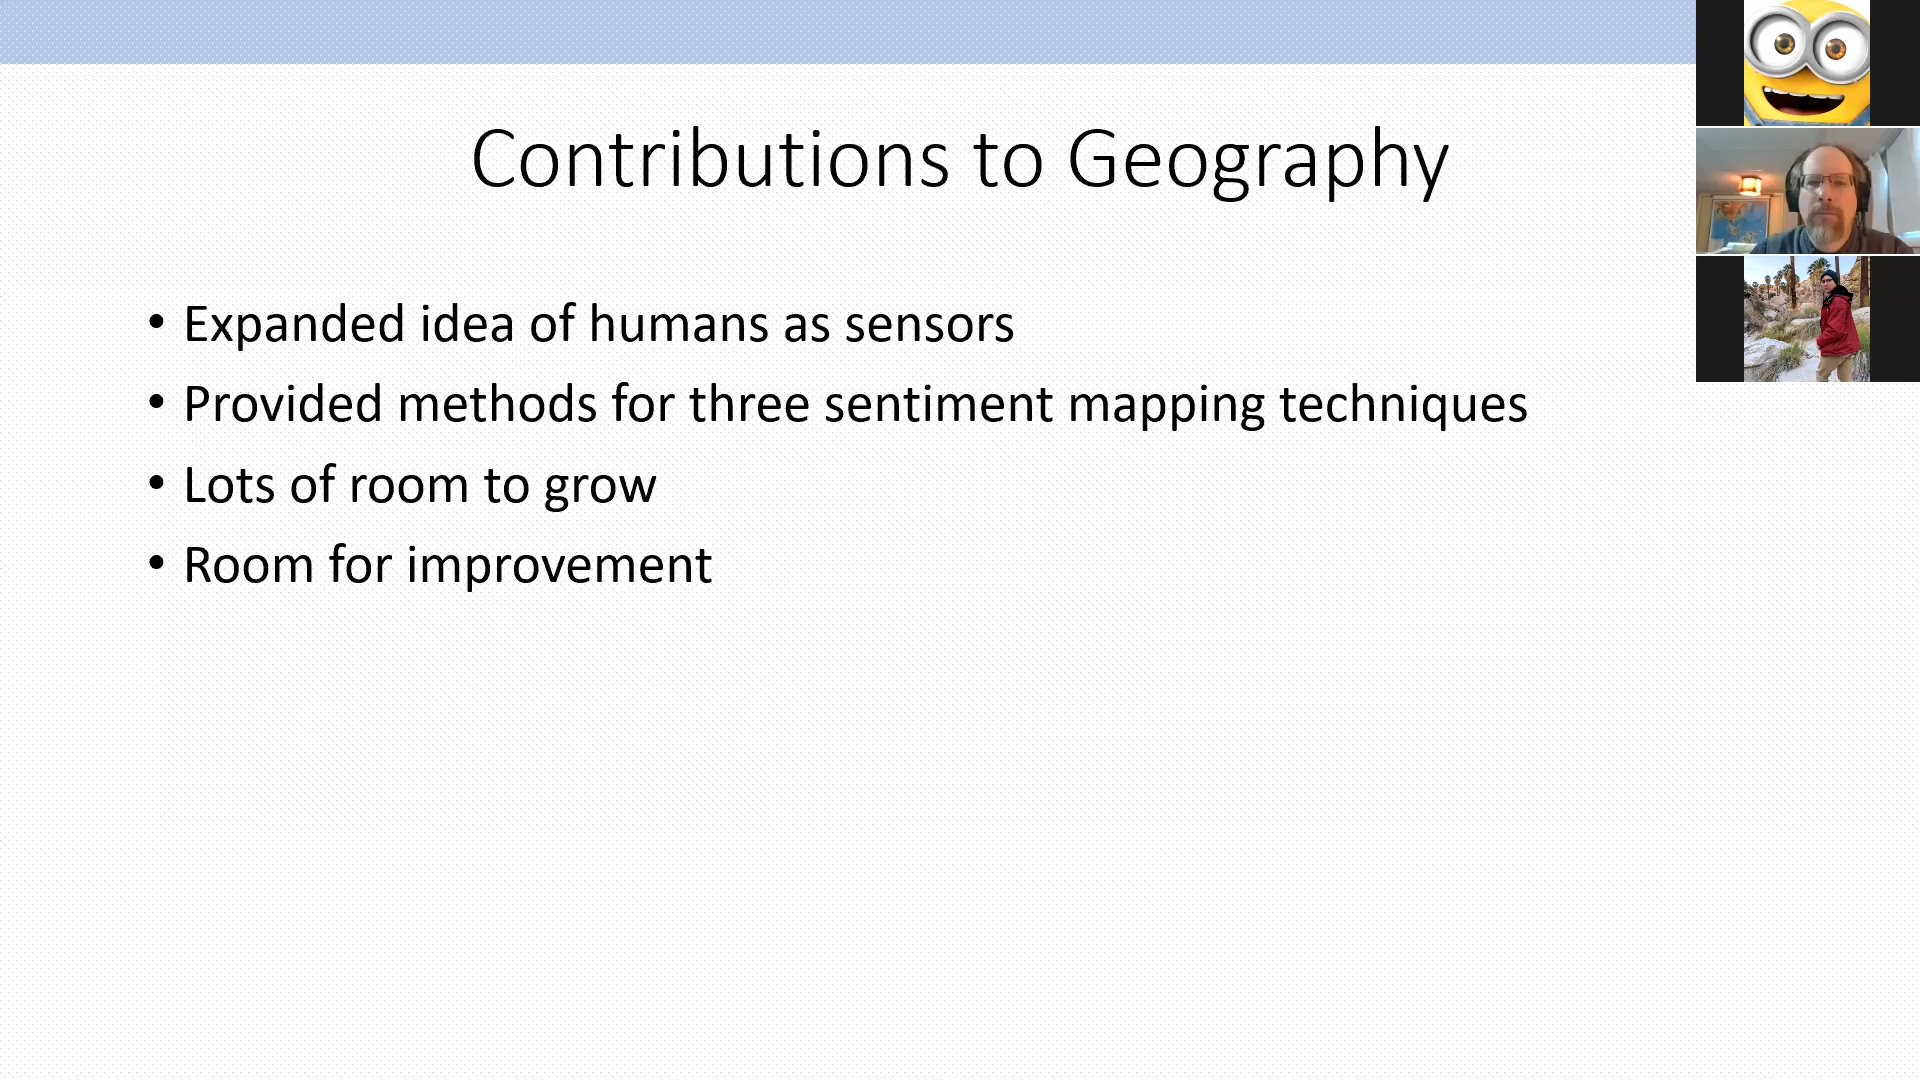 Contributions to Geography
• Expanded idea of humans as sensors
• Provided methods for three sentiment mapping techniques
• Lots of room to grow
• Room for improvement